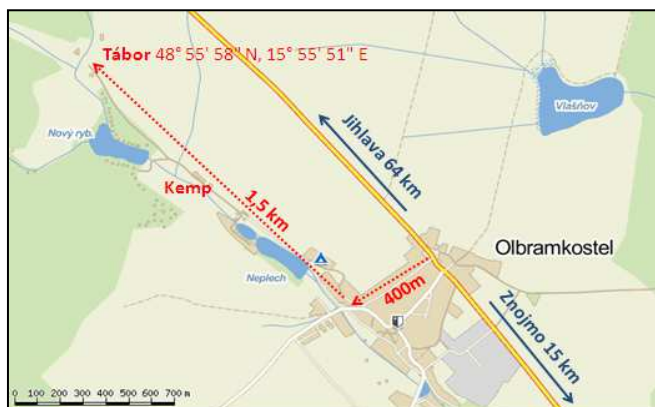 Tábor 48° 55' 58'' N, 15° 55' 51'' E
Vlašňov
Nový ryb.
Jihlava 64 km
Kemp
1,5 km
Olbramkostel
Neplech
400m
Znojmo 15 km
0 100 200 300 400 500 600 700 m